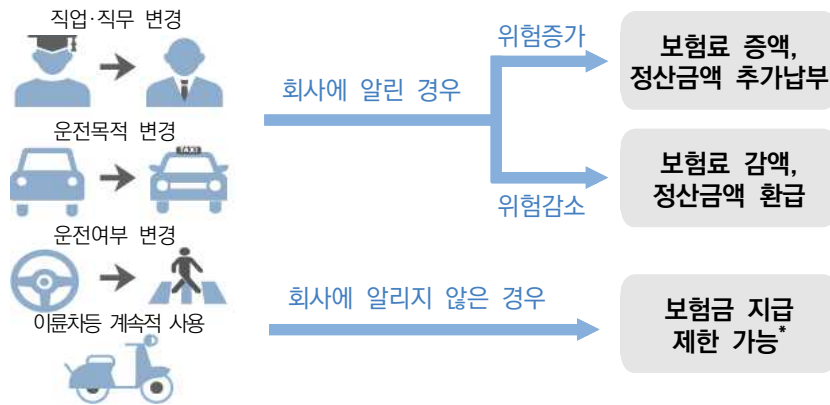 직업·직무 변경
운전목적 변경
TAXI
운전여부 변경
이륜차등 계속적 사용
회사에 알린 경우
위험증가
보험료 증액,
정산금액 추가납부
위험감소
보험료 감액,
정산금액 환급
회사에 알리지 않은 경우
보험금 지급
제한 가능*